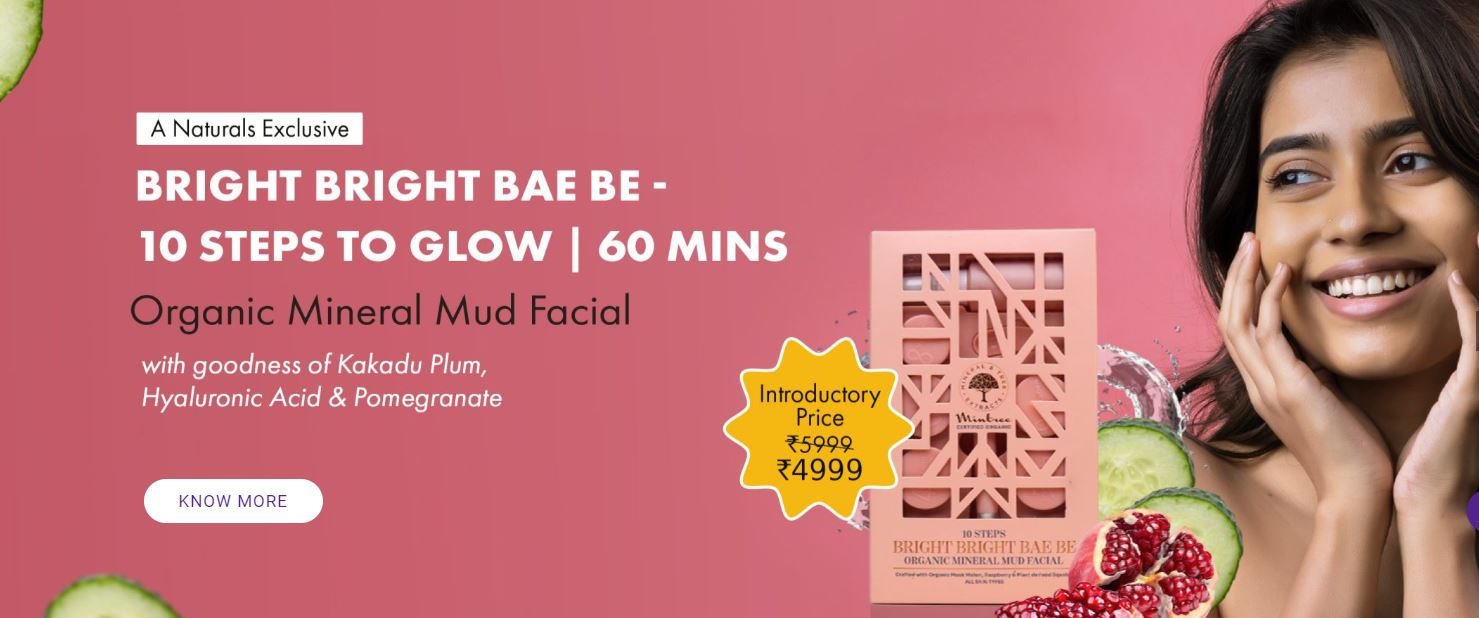 A Naturals Exclusive
BRIGHT BRIGHT BAE BE -
10 STEPS TO GLOW | 60 MINS
Organic Mineral Mud Facial
with goodness of Kakadu Plum,
Hyaluronic Acid & Pomegranate
KNOW MORE
Introductory
Price
₹5999
₹4999
MINERAL & TREE
EXTRACTS
Mintree
CERTIFIED ORGANIC
10 STEPS
BRIGHT BRIGHT BAE BE
ORGANIC MINERAL MUD FACIAL
Crafted with Organic Musk Melon, Raspberry & Plant derived
ALL SKIN TYPES